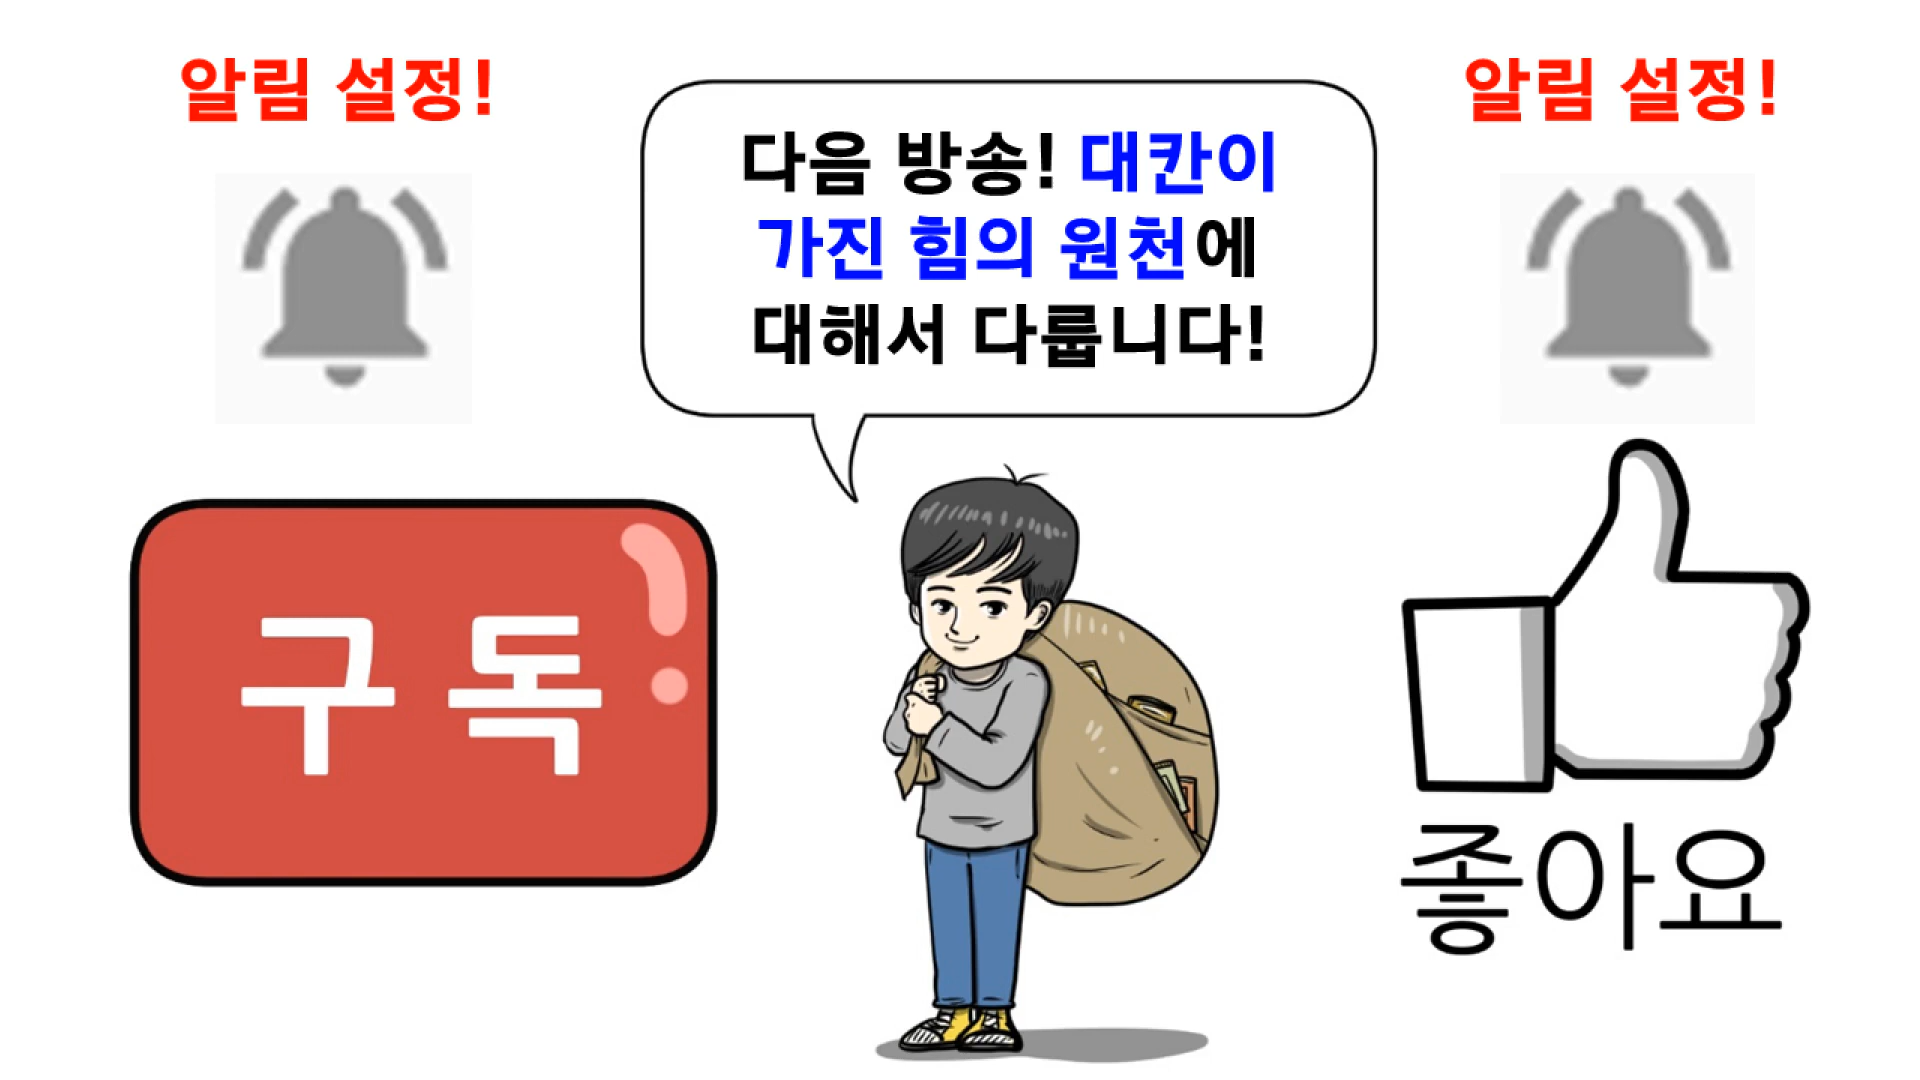 알림 설정!
알림 설정!
다음 방송! 대칸이
가진 힘의 원천에
대해서 다룹니다!
구독
좋아요